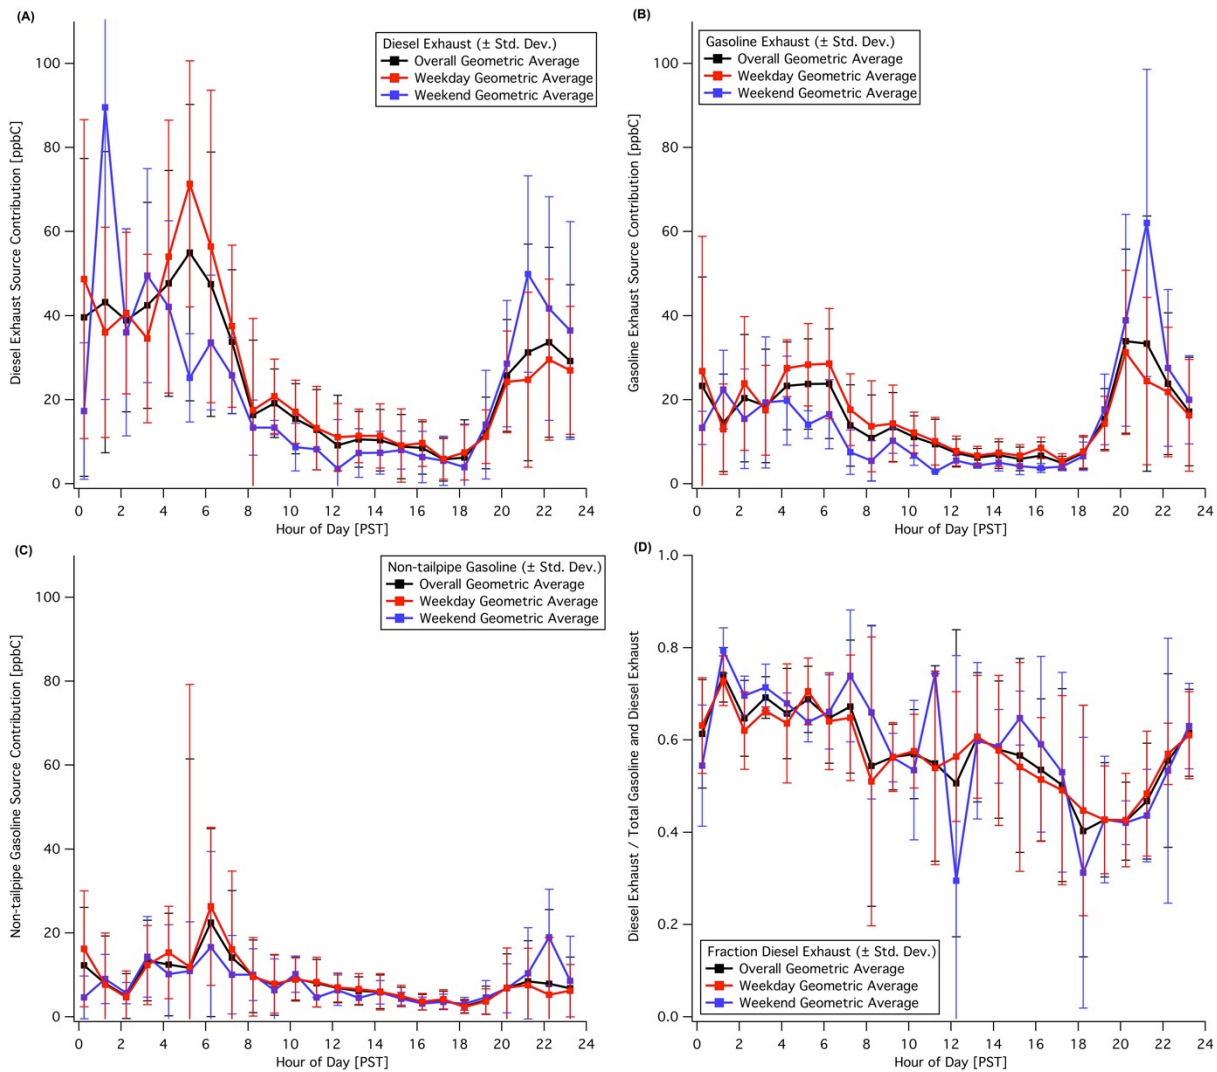 (A)
Diesel Exhaust Source Contribution [ppbC]
100
80
60
40
20
0
Diesel Exhaust (± Std. Dev.)
Overall Geometric Average
Weekday Geometric Average
Weekend Geometric Average
0 2 4 6 8 10 12 14 16 18 20 22 24
Hour of Day [PST]
(B)
Gasoline Exhaust Source Contribution [ppbC]
100
80
60
40
20
0
Gasoline Exhaust (± Std. Dev.)
Overall Geometric Average
Weekday Geometric Average
Weekend Geometric Average
0 2 4 6 8 10 12 14 16 18 20 22 24
Hour of Day [PST]
(C)
Non-tailpipe Gasoline Source Contribution [ppbC]
100
80
60
40
20
0
Non-tailpipe Gasoline (± Std. Dev.)
Overall Geometric Average
Weekday Geometric Average
Weekend Geometric Average
0 2 4 6 8 10 12 14 16 18 20 22 24
Hour of Day [PST]
(D)
Diesel Exhaust / Total Gasoline and Diesel Exhaust
1.0
0.8
0.6
0.4
0.2
0.0
Fraction Diesel Exhaust (± Std. Dev.)
Overall Geometric Average
Weekday Geometric Average
Weekend Geometric Average
0 2 4 6 8 10 12 14 16 18 20 22 24
Hour of Day [PST]